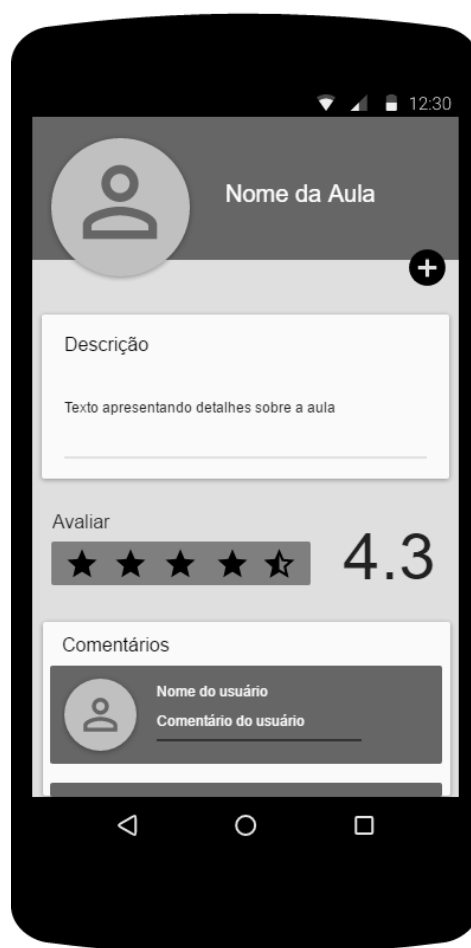 12:30
Nome da Aula
Descrição
Texto apresentando detalhes sobre a aula
Avaliar
4.3
Comentários
Nome do usuário
Comentário do usuário